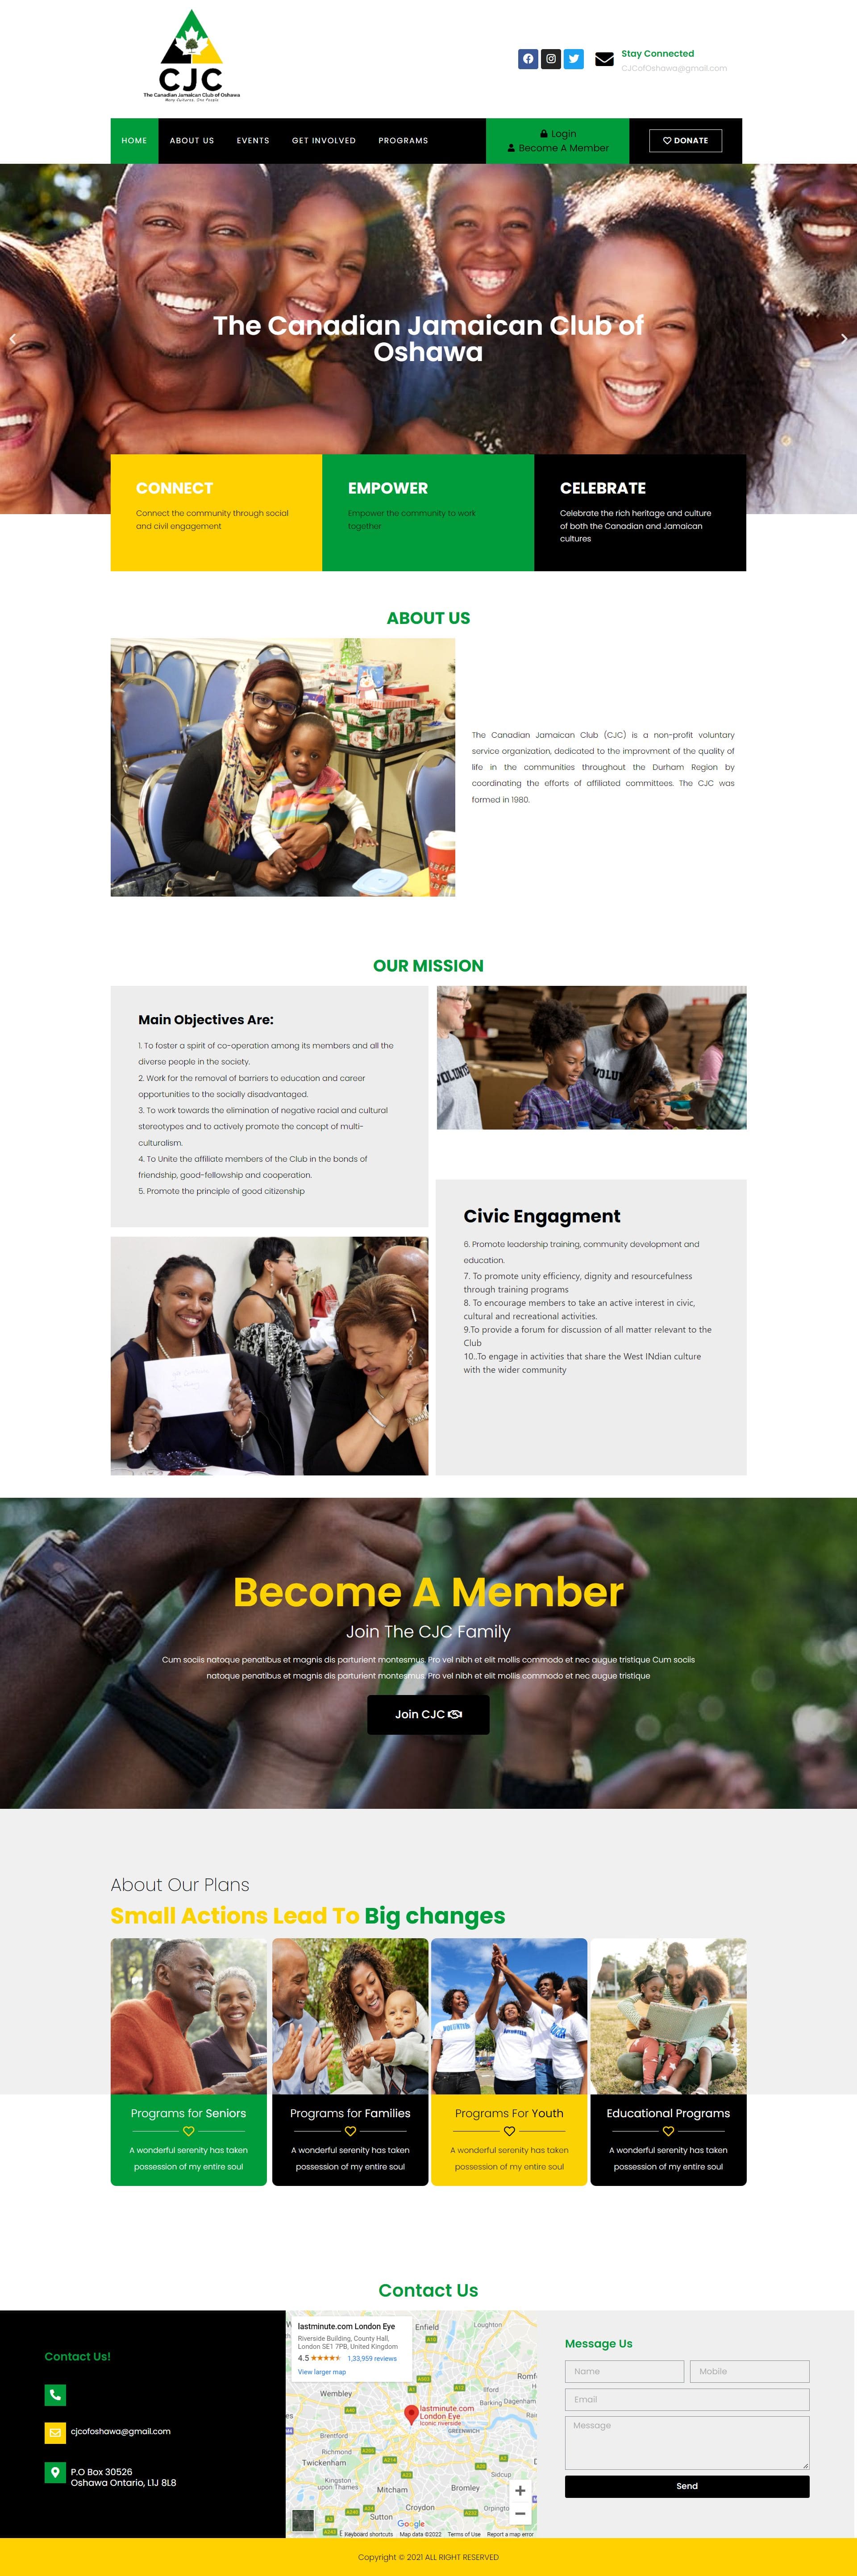 CJC
The Canadian Jamaican Club of Oshawa
Many Cultures, One People
Stay Connected
CJCofOshawa@gmail.com
HOME
ABOUT US
EVENTS
GET INVOLVED
PROGRAMS
Login
Become A Member
DONATE
The Canadian Jamaican Club of
Oshawa
CONNECT
Connect the community through social
and civil engagement
EMPOWER
Empower the community to work
together
CELEBRATE
Celebrate the rich heritage and culture
of both the Canadian and Jamaican
cultures
ABOUT US
The Canadian Jamaican Club (CJC) is a non-profit voluntary
service organization, dedicated to the improvment of the quality of
life in the communities throughout the Durham Region by
coordinating the efforts of affiliated committees. The CJC was
formed in 1980.
OUR MISSION
Main Objectives Are:
1. To foster a spirit of co-operation among its members and all the
diverse people in the society.
2. Work for the removal of barriers to education and career
opportunities to the socially disadvantaged.
3. To work towards the elimination of negative racial and cultural
stereotypes and to actively promote the concept of multi-
culturalism.
4. To Unite the affiliate members of the Club in the bonds of
friendship, good-fellowship and cooperation.
5. Promote the principle of good citizenship
VOLUNTE
VOLUN
Civic Engagment
6. Promote leadership training, community development and
education.
7. To promote unity efficiency, dignity and resourcefulness
through training programs
8. To encourage members to take an active interest in civic,
cultural and recreational activities.
9.To provide a forum for discussion of all matter relevant to the
Club
10..To engage in activities that share the West INdian culture
with the wider community
Become A Member
Join The CJC Family
Cum sociis natoque penatibus et magnis dis parturient montesmus. Pro vel nibh et elit mollis commodo et nec augue tristique Cum sociis
natoque penatibus et magnis dis parturient montesmus. Pro vel nibh et elit mollis commodo et nec augue tristique
Join CJC
About Our Plans
Small Actions Lead To Big changes
Programs for Seniors
A wonderful serenity has taken
possession of my entire soul
Programs for Families
A wonderful serenity has taken
possession of my entire soul
Programs For Youth
A wonderful serenity has taken
possession of my entire soul
Educational Programs
A wonderful serenity has taken
possession of my entire soul
Contact Us
Contact Us!
cjcofoshawa@gmail.com
P.O Box 30526
Oshawa Ontario, L1J 8L8
lastminute.com London Eye
Riverside Building, County Hall,
London SE1 7PB, United Kingdom
4.5 1,33,959 reviews
View larger map
Enfield
Loughton
Wembley
Ilford
Barking
Dagenham
lastminute.com
London Eye
Iconic riverside
GREENWICH
Brentford
Richmond
Twickenham
Kingston
upon Thames
Mitcham
Bromley
Sidcup
Croydon
Sutton
Orpingto
Google
Keyboard shortcuts
Map data ©2022
Terms of Use
Report a map error
Message Us
Name
Mobile
Email
Message
Send
Copyright © 2021 ALL RIGHT RESERVED